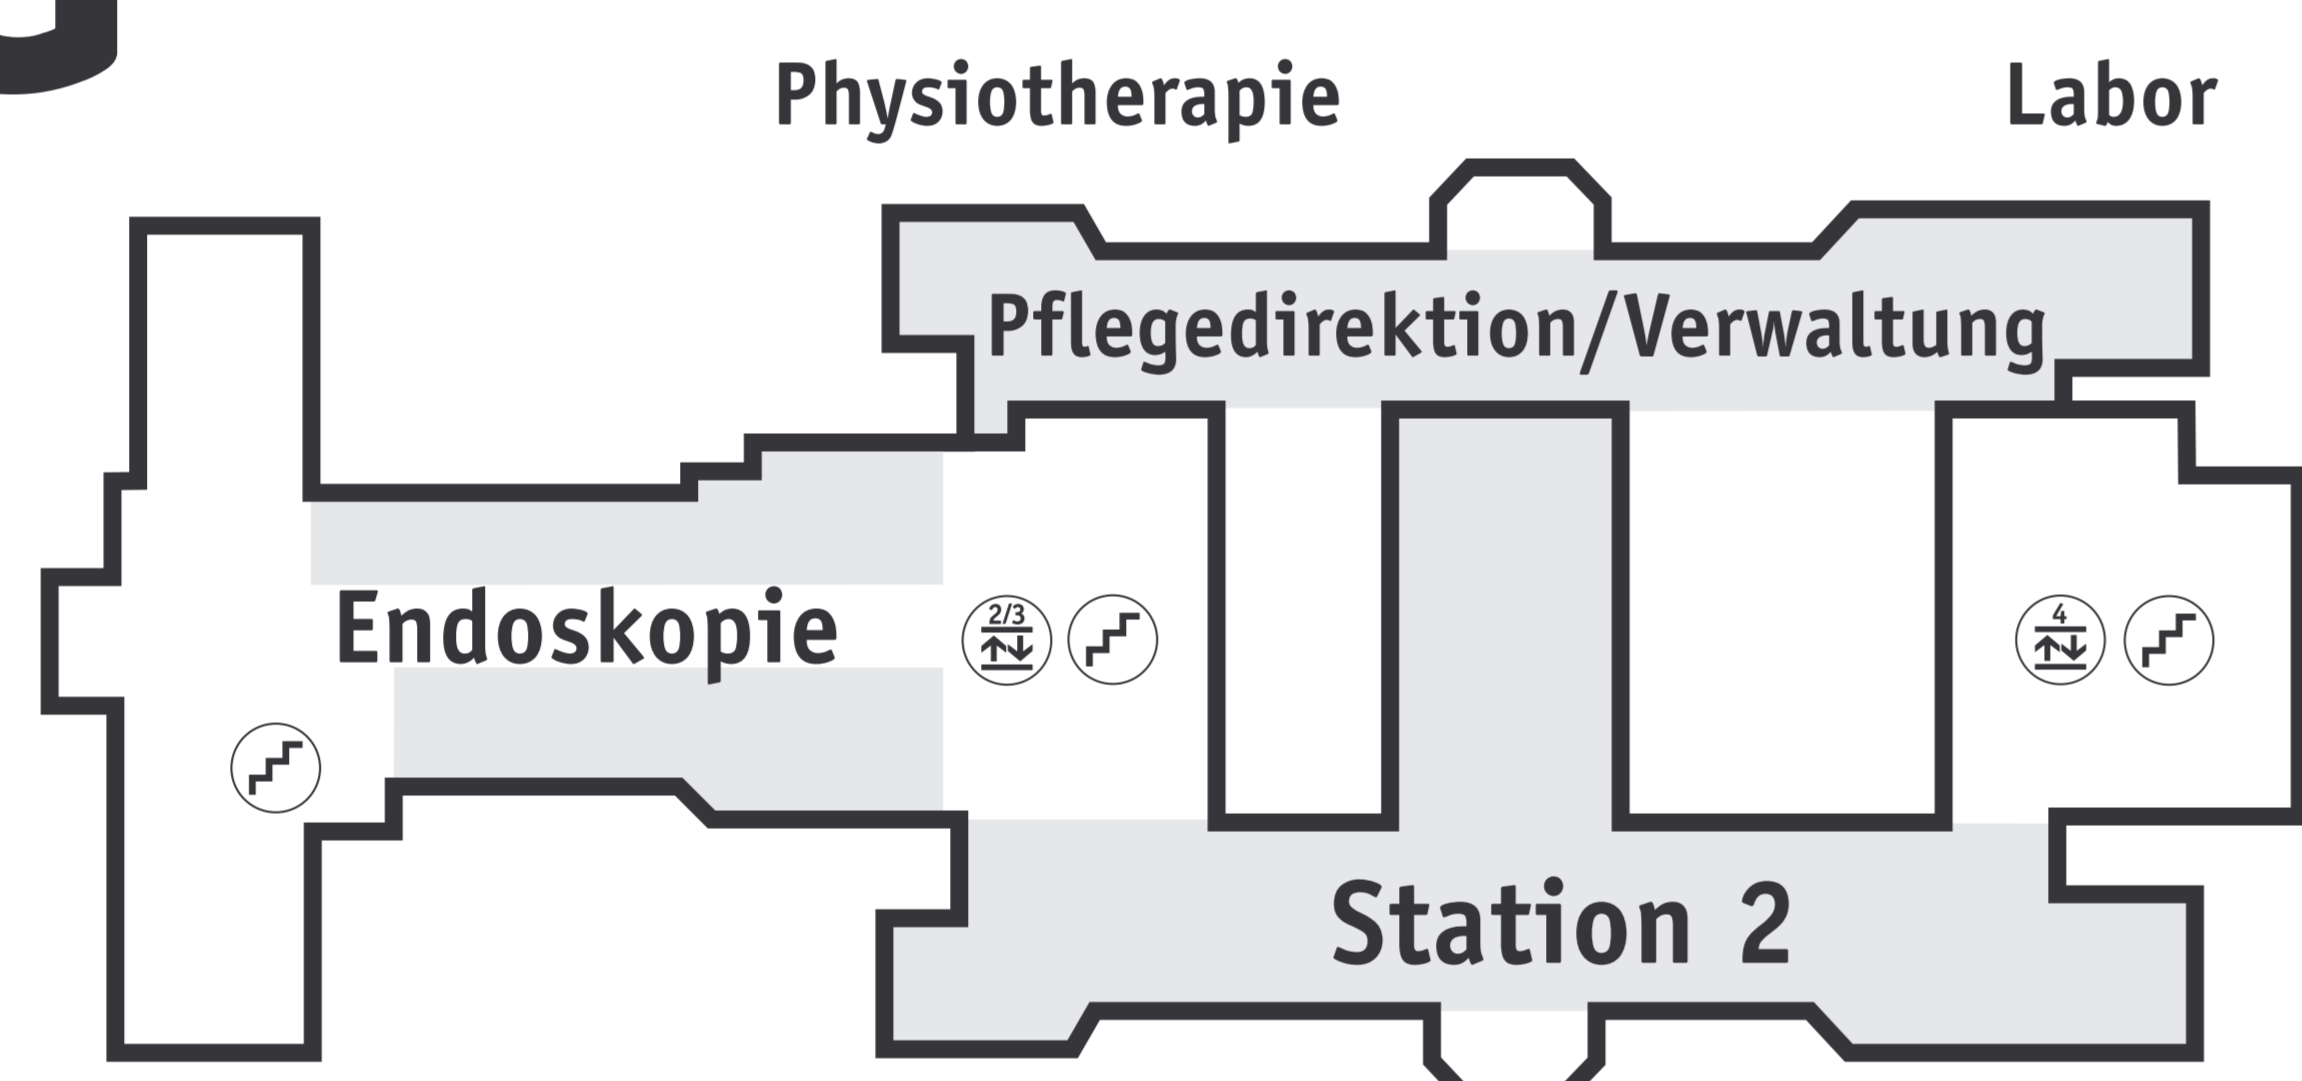 Physiotherapie
Labor
Pflegedirektion/Verwaltung
Endoskopie
2/3
4
Station 2